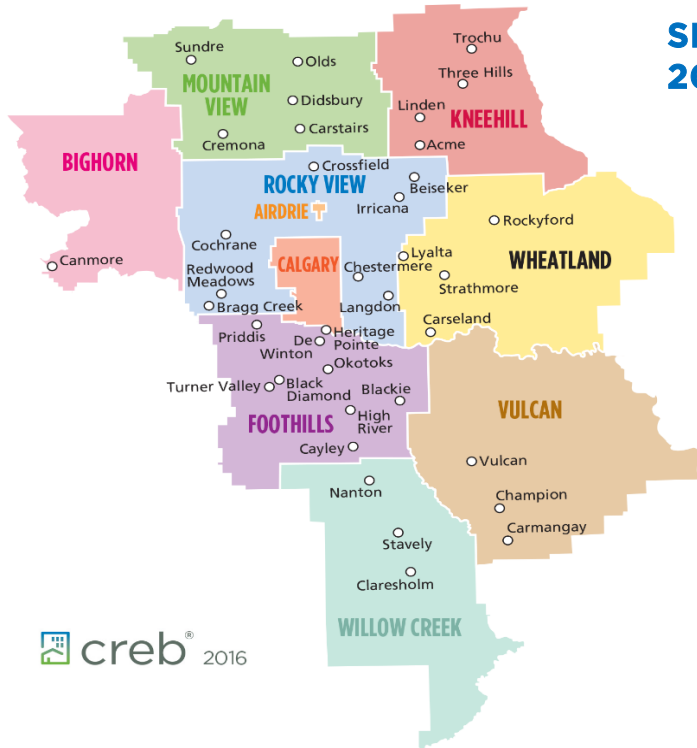 Sundre
Olds
MOUNTAIN
VIEW
Didsbury
Carstairs
Cremona
Trochu
Three Hills
Linden
KNEEHILL
Acme
BIGHORN
Canmore
Crossfield
ROCKY VIEW
Beiseker
AIRDRIE
Irricana
Cochrane
CALGARY
Redwood
Meadows
Chestermere
Bragg Creek
Langdon
Rockyford
Lyalta
WHEATLAND
Strathmore
Carseland
Priddis
Heritage
Pointe
De
Winton
Okotoks
Turner Valley
Black
Diamond
Blackie
FOOTHILLS
High
River
Cayley
VULCAN
Vulcan
Champion
Carmangay
Nanton
Stavely
Claresholm
WILLOW CREEK
creb® 2016
20